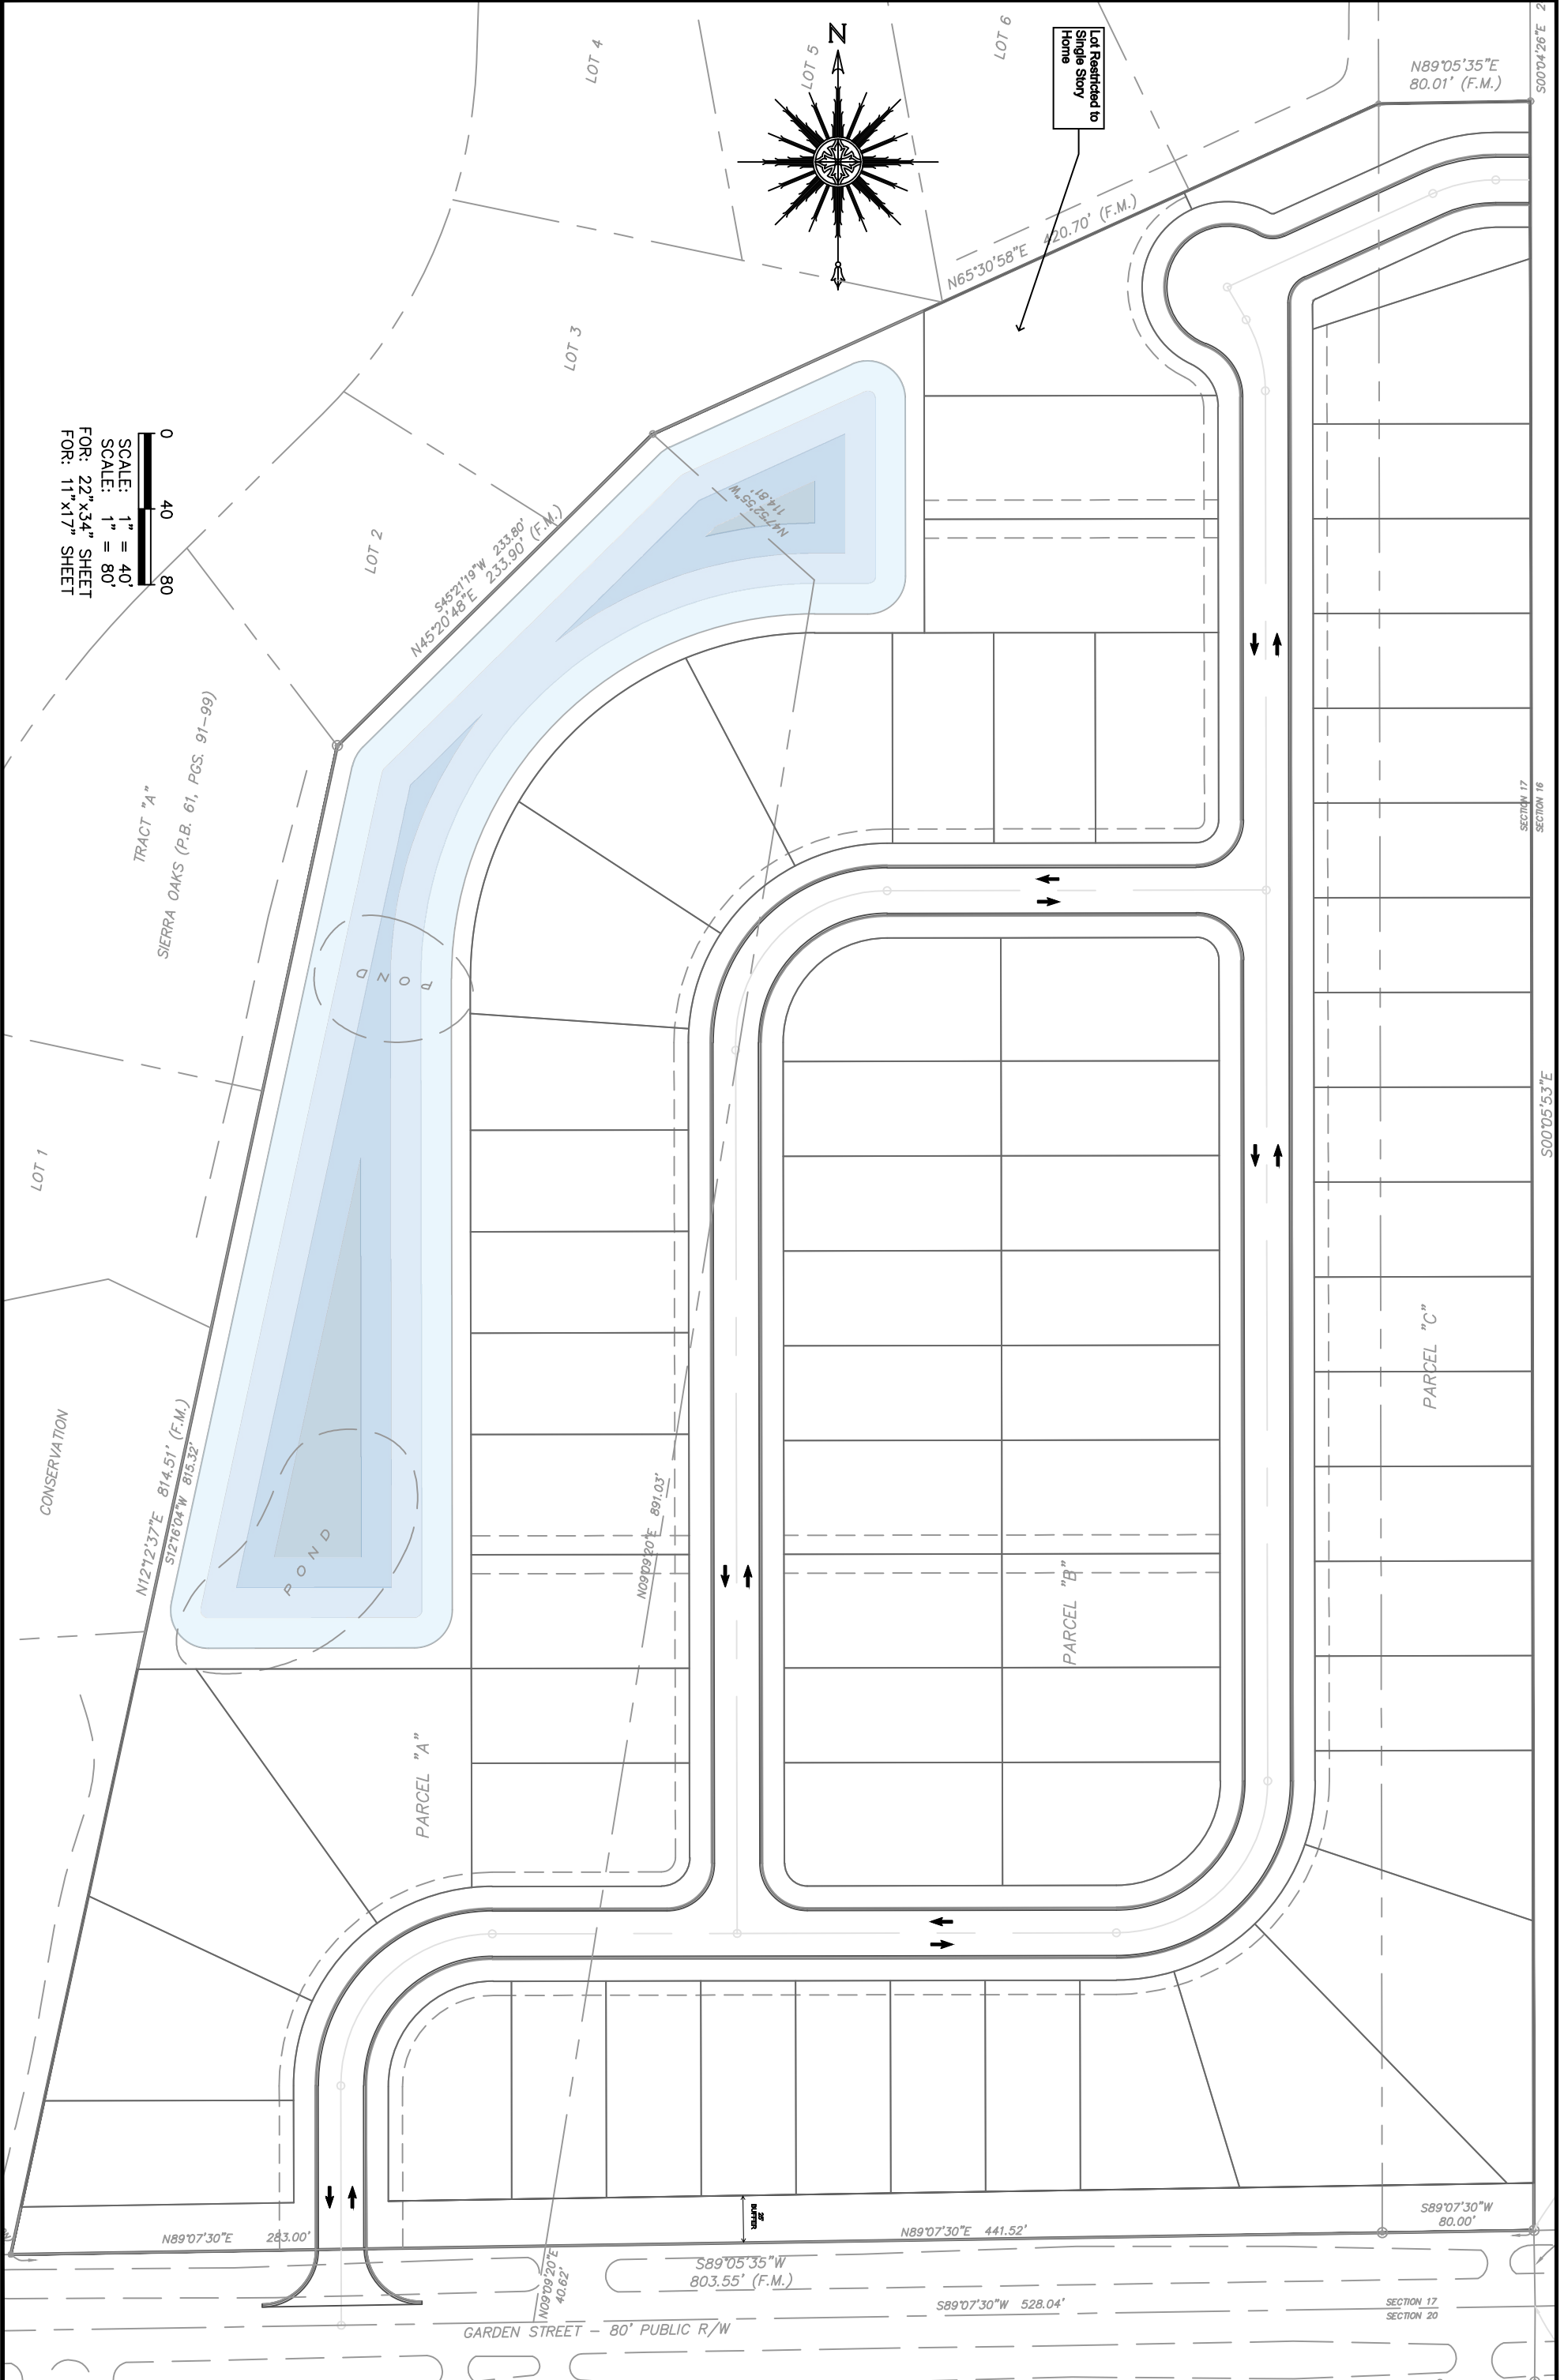 LOT 4
LOT 5
LOT 6
N
Lot Restricted to
Single Story
Home
N89°05'35"E
80.01' (F.M.)
S00°04'26"E 2
N65°30'58"E 420.70' (F.M.)
LOT 3
N47°52'55"W
114.81'
0 40 80
SCALE: 1" = 40'
SCALE: 1" = 80'
FOR: 22"x34" SHEET
FOR: 11"x17" SHEET
LOT 2
S45°21'19"W 233.80'
N45°20'48"E 233.90' (F.M.)
TRACT "A"
SIERRA OAKS (P.B. 61, PGS. 91-99)
SECTION 17
SECTION 16
POND
LOT 1
S00°05'53"E
PARCEL "C"
CONSERVATION
N12°12'37"E 814.51' (F.M.)
S12°16'04"W 815.32'
POND
N09°09'20"E 891.03'
PARCEL "B"
PARCEL "A"
25'
BUFFER
N89°07'30"E 283.00'
N89°07'30"E 441.52'
S89°07'30"W
80.00'
N09°09'20"E
40.62'
S89°05'35"W
803.55' (F.M.)
S89°07'30"W 528.04'
SECTION 17
SECTION 20
GARDEN STREET - 80' PUBLIC R/W